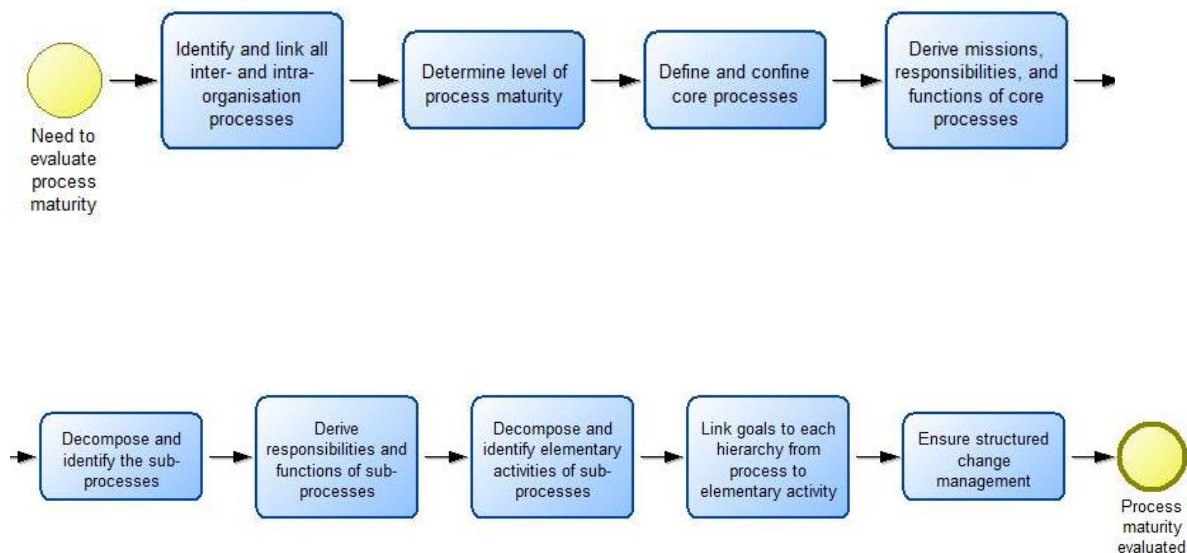 Need to
evaluate
process
maturity
Identify and link all
inter- and intra-
organisation
processes
Determine level of
process maturity
Define and confine
core processes
Derive missions,
responsibilities, and
functions of core
processes
Decompose and
identify the sub-
processes
Derive
responsibilities and
functions of sub-
processes
Decompose and
identify elementary
activities of sub-
processes
Link goals to each
hierarchy from
process to
elementary activity
Ensure structured
change
management
Process
maturity
evaluated